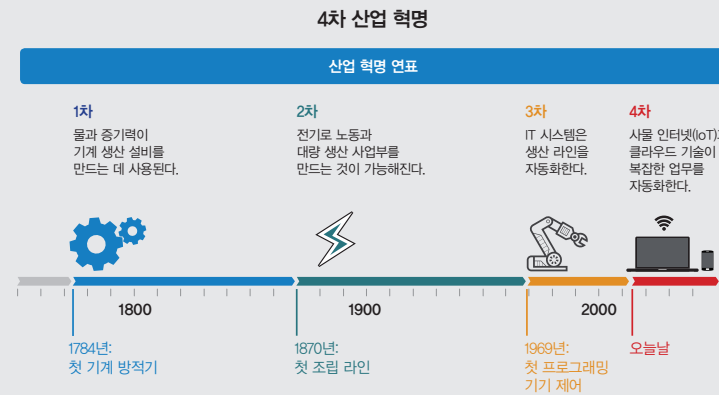 4차 산업 혁명
산업 혁명 연표
1차
물과 증기력이
기계 생산 설비를
만드는 데 사용된다.
2차
전기로 노동과
대량 생산 사업부를
만드는 것이 가능해진다.
3차
IT 시스템은
생산 라인을
자동화한다.
4차
사물 인터넷(IoT)
클라우드 기술이
복잡한 업무를
자동화한다.
1800
1900
2000
1784년:
첫 기계 방적기
1870년:
첫 조립 라인
1969년:
첫 프로그래밍
기기 제어
오늘날